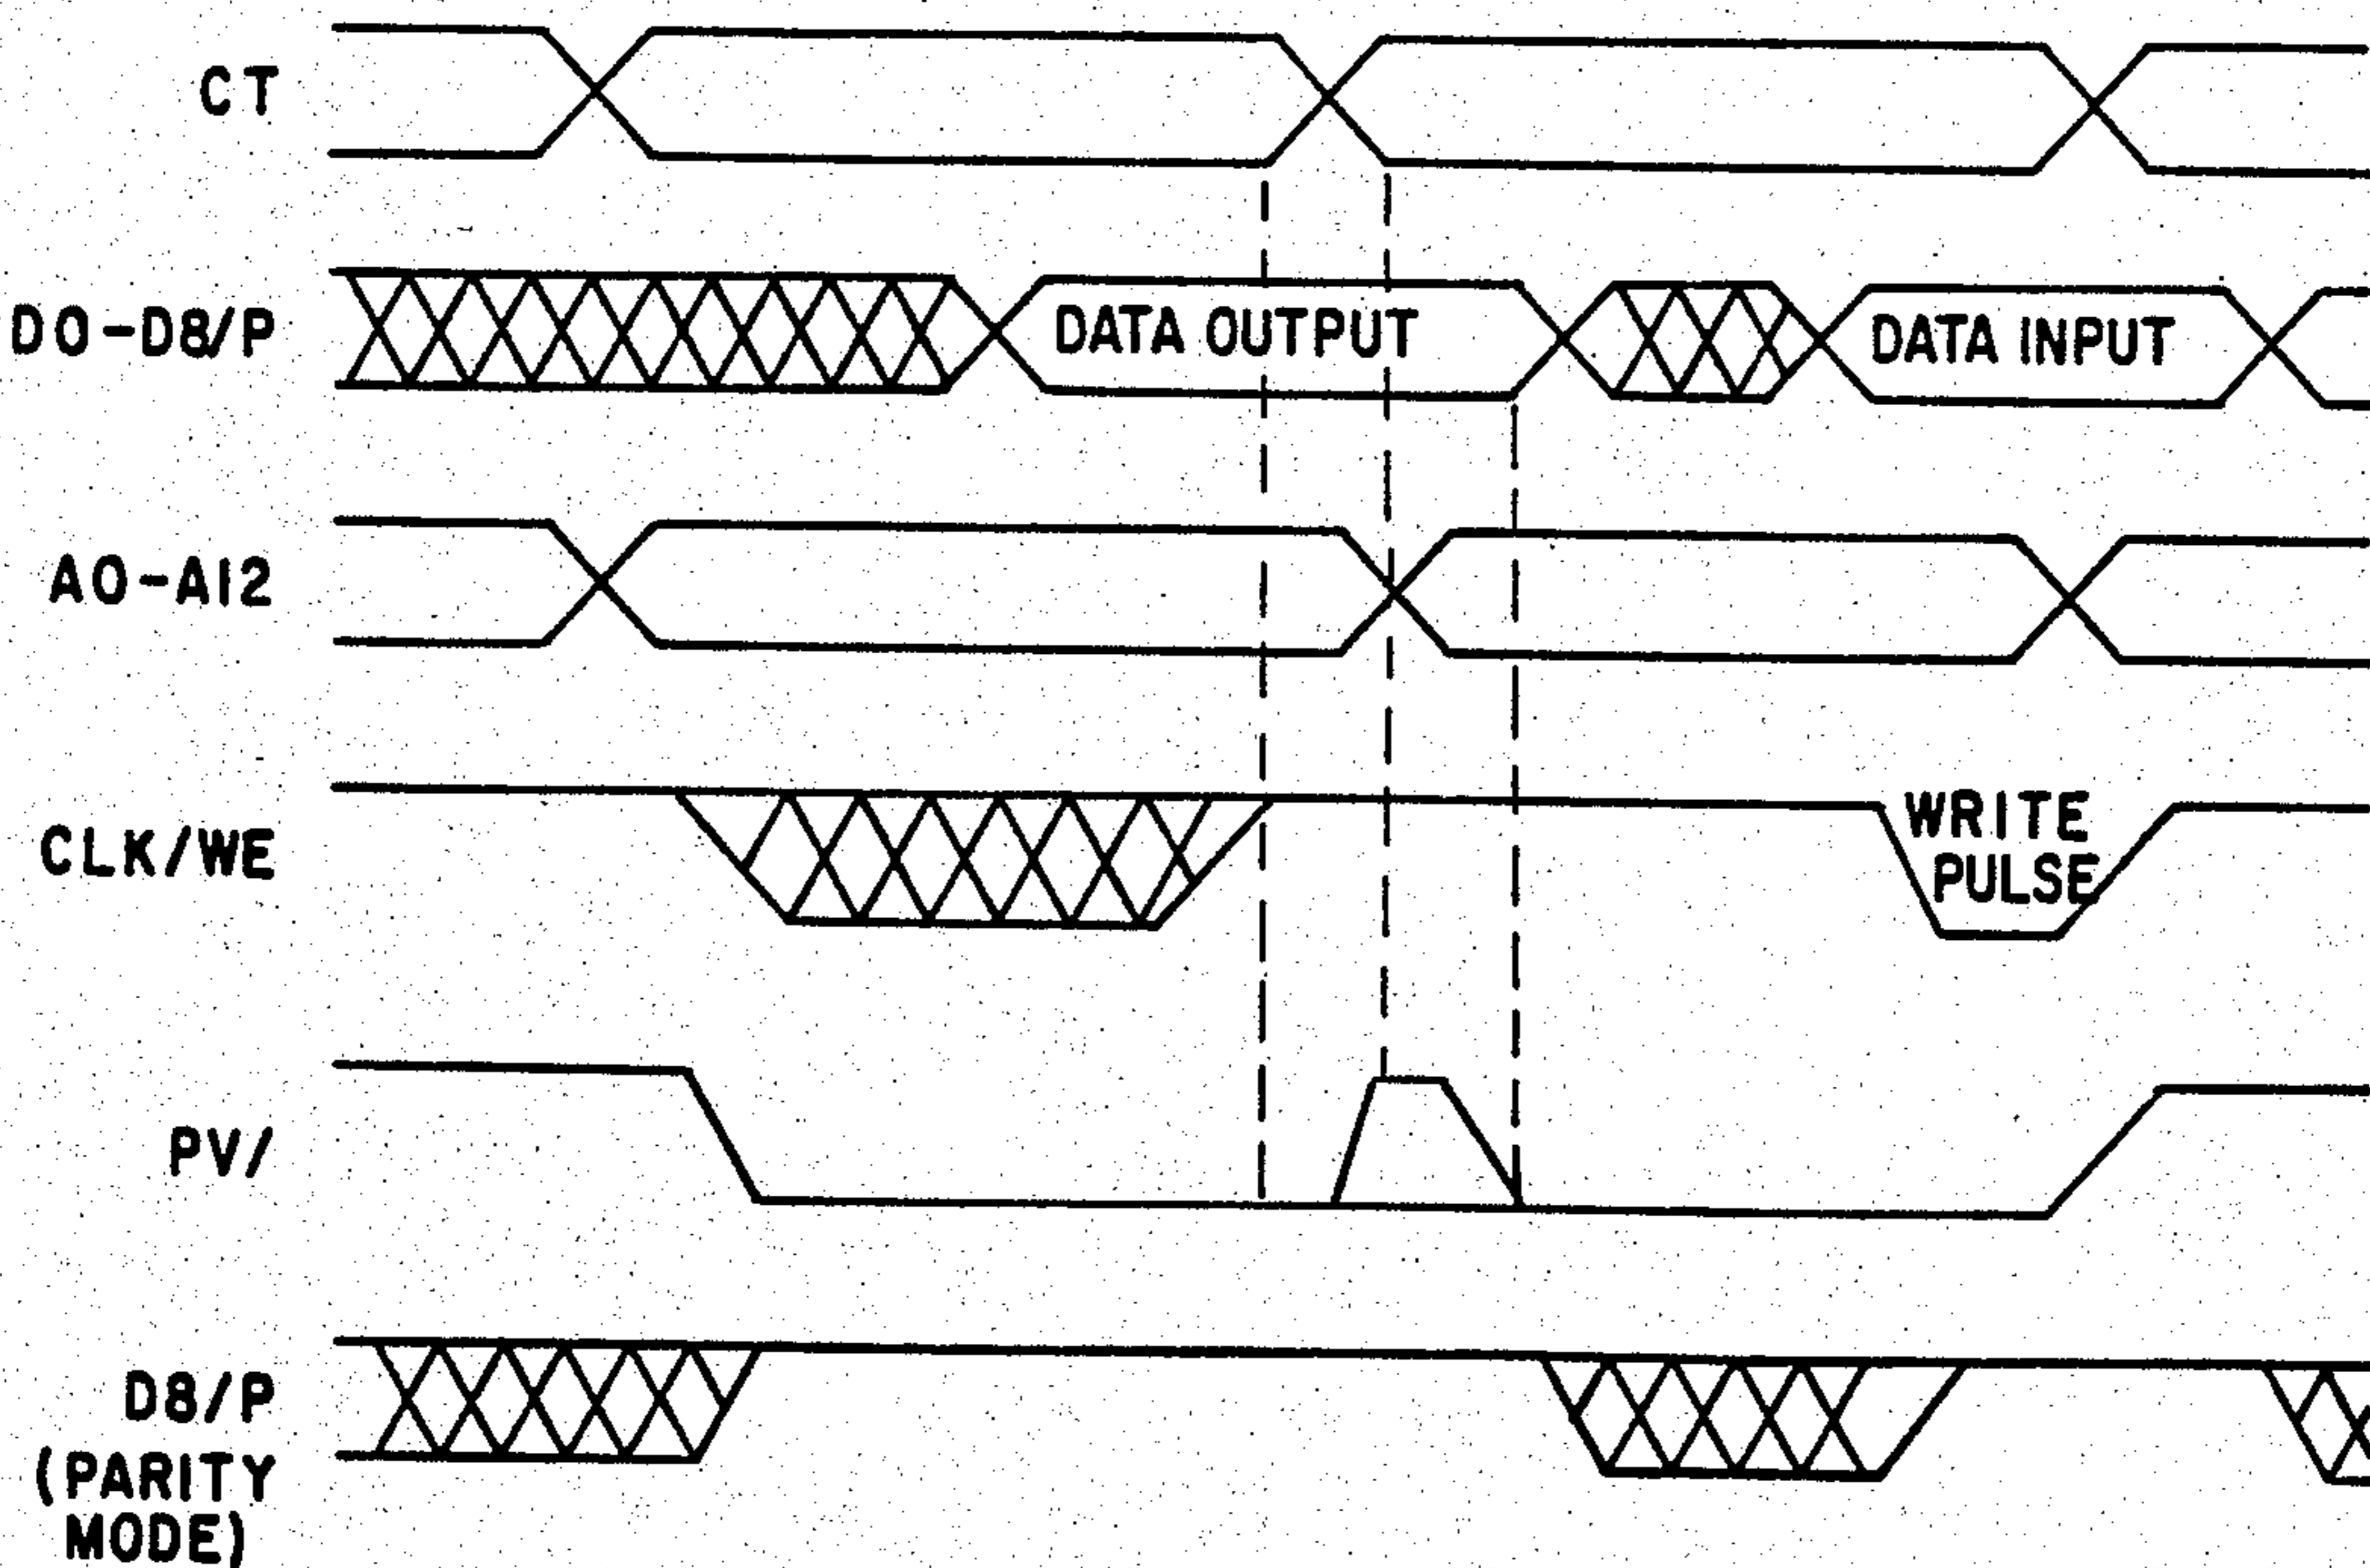 CT
D0-D8/P
DATA OUTPUT
DATA INPUT
A0-A12
CLK/WE
WRITE
PULSE
PV/
D8/P
(PARITY
MODE)